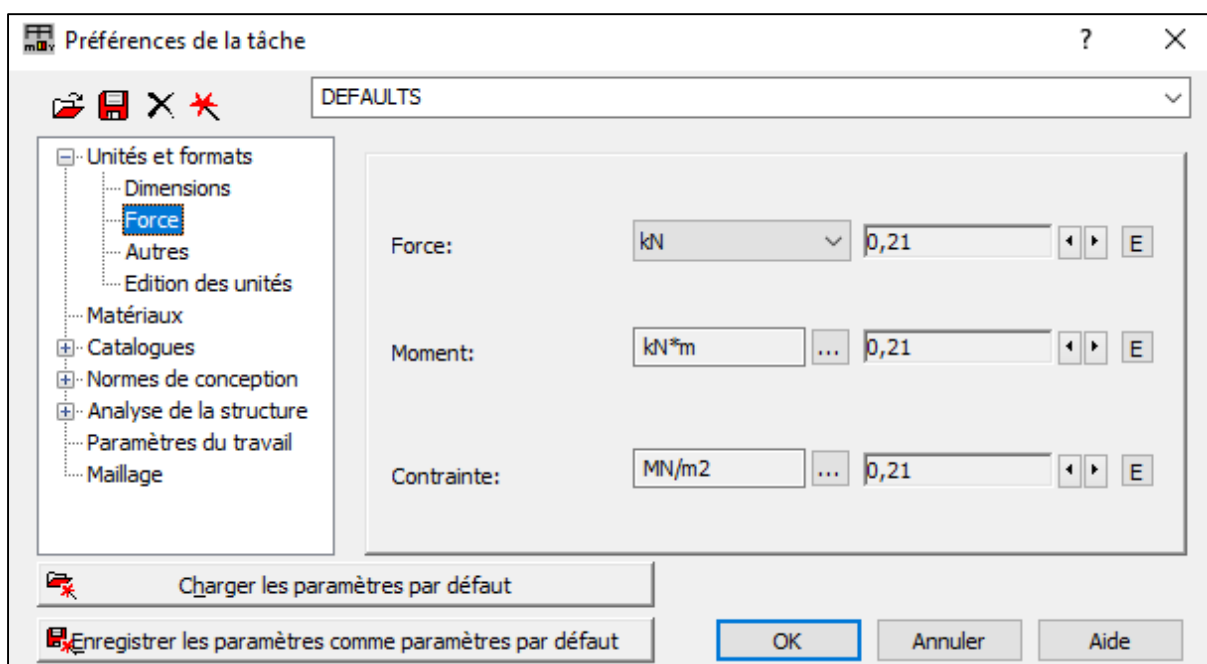 Préférences de la tâche
?
DEFAULTS
Unités et formats
Dimensions
Force
Autres
Edition des unités
Matériaux
Catalogues
Normes de conception
Analyse de la structure
Paramètres du travail
Maillage
Force: kN 0,21 E
Moment: kN*m ... 0,21 E
Contrainte: MN/m2 ... 0,21 E
Charger les paramètres par défaut
Enregistrer les paramètres comme paramètres par défaut
OK Annuler Aide